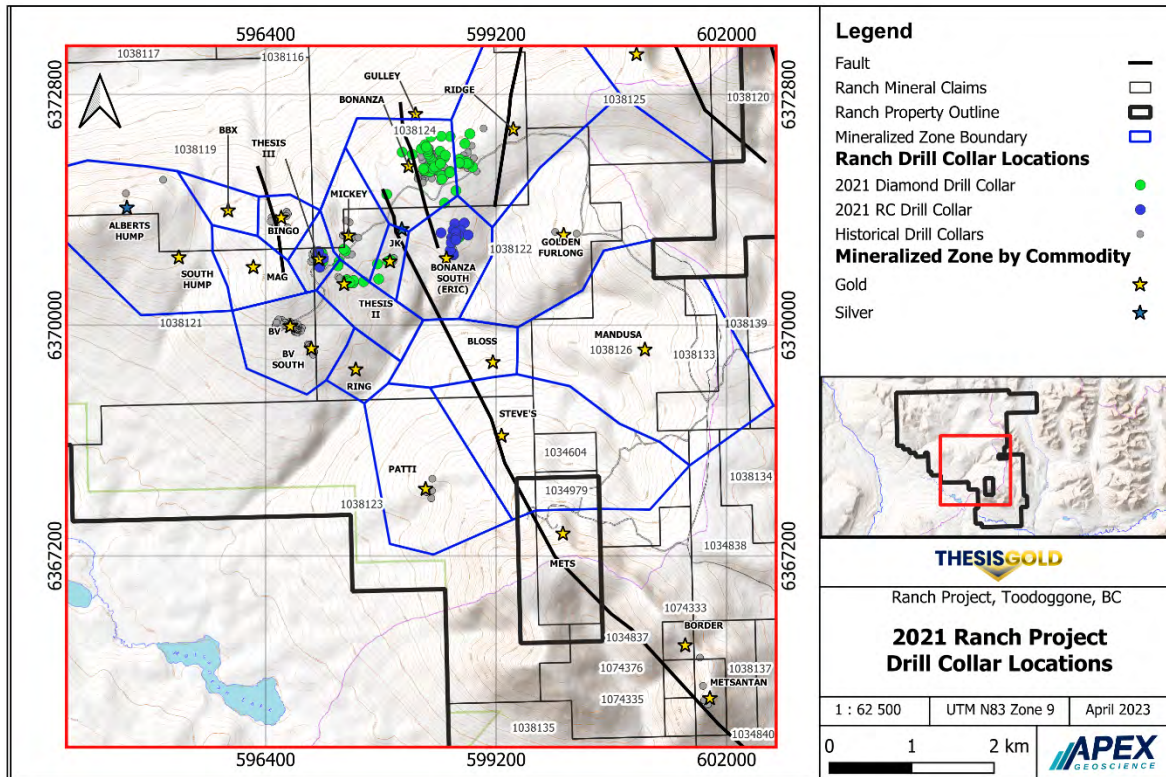 596400
599200
602000
1038117
1038116
GULLEY
BONANZA
RIDGE
1038125
1038120
6372800
6372800
1038124
BBX
THESIS
III
1038119
MICKEY
ALBERTS
HUMP
BINGO
JK
1038122
GOLDEN
FURLONG
SOUTH
HUMP
MAG
BONANZA
SOUTH
(ERIC)
THESIS
II
6370000
6370000
1038121
BV
BLOSS
MANDUSA
1038126
1038133
1038139
BV
SOUTH
RING
STEVE'S
1034604
1038134
PATTI
1034979
1038123
6367200
6367200
1034838
METS
1074333
BORDER
1034837
1074376
1038137
METSANTAN
1074335
1038135
1034840
596400
599200
602000
Legend
Fault
Ranch Mineral Claims
Ranch Property Outline
Mineralized Zone Boundary
Ranch Drill Collar Locations
2021 Diamond Drill Collar
2021 RC Drill Collar
Historical Drill Collars
Mineralized Zone by Commodity
Gold
Silver
THESISGOLD
Ranch Project, Toodoggone, BC
2021 Ranch Project
Drill Collar Locations
1 : 62 500
UTM N83 Zone 9
April 2023
0 1 2 km
APEX
GEOSCIENCE